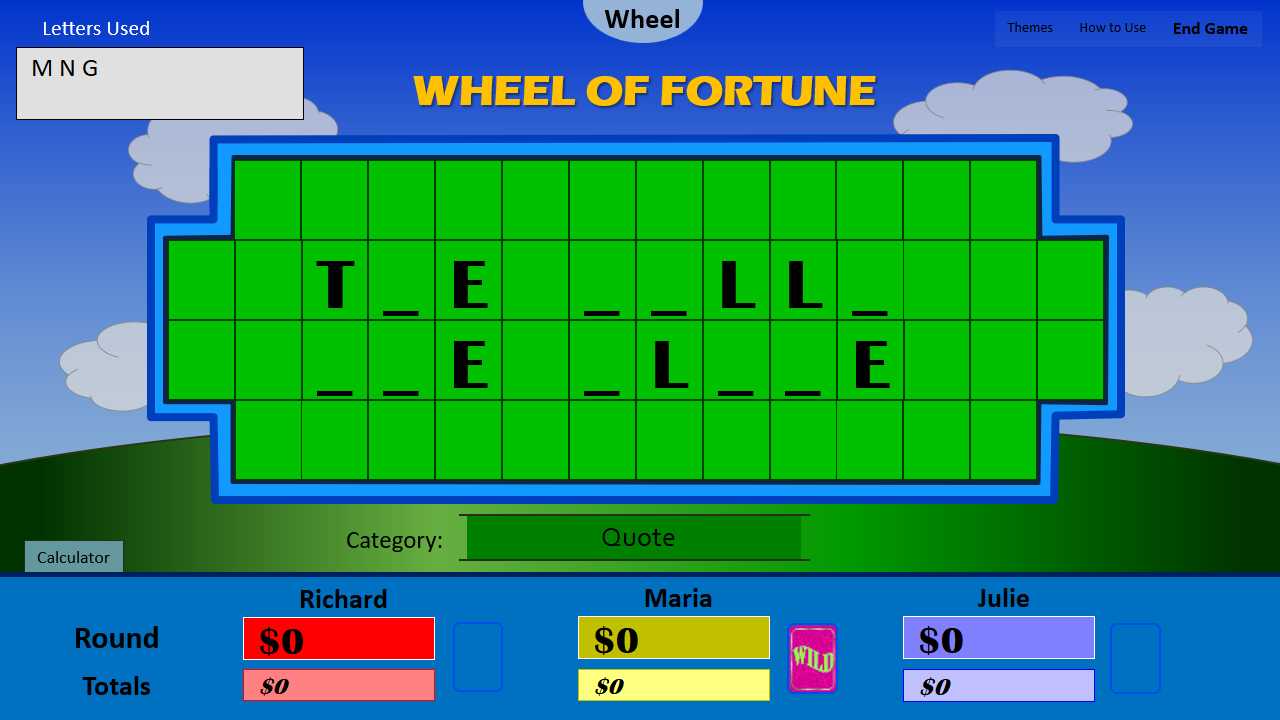 Letters Used
Wheel
Themes How to Use End Game
M N G
WHEEL OF FORTUNE
T _ E _ _ L L _
_ _ E _ L _ _ E
Category: Quote
Calculator
Richard Maria Julie
Round $0 $0 $0
WILD
Totals $0 $0 $0